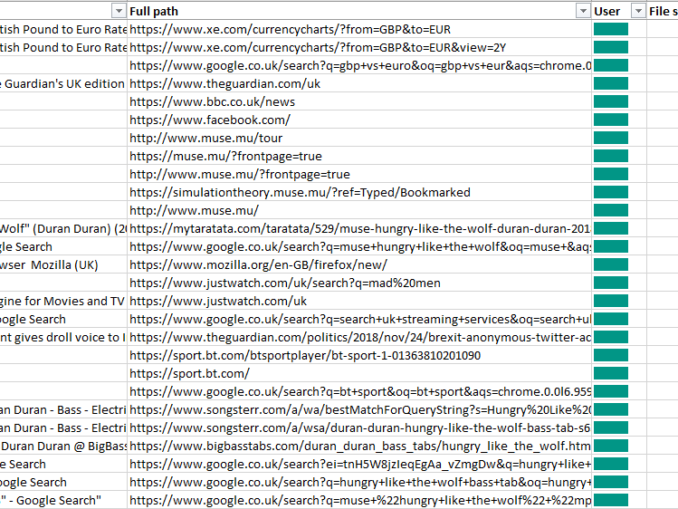 Full path User File s
tish Pound to Euro Rate https://www.xe.com/currencycharts/?from=GBP&to=EUR
tish Pound to Euro Rate https://www.xe.com/currencycharts/?from=GBP&to=EUR&view=2Y
https://www.google.co.uk/search?q=gbp+vs+euro&oq=gbp+vs+eur&aqs=chrome.0
e Guardian's UK edition https://www.theguardian.com/uk
https://www.bbc.co.uk/news
https://www.facebook.com/
http://www.muse.mu/tour
https://muse.mu/?frontpage=true
http://www.muse.mu/?frontpage=true
https://simulationtheory.muse.mu/?ref=Typed/Bookmarked
http://www.muse.mu/
Wolf" (Duran Duran) (20 https://mytaratata.com/taratata/529/muse-hungry-like-the-wolf-duran-duran-201
gle Search https://www.google.co.uk/search?q=muse+hungry+like+the+wolf&oq=muse+&aqs
wser Mozilla (UK) https://www.mozilla.org/en-GB/firefox/new/
https://www.justwatch.com/uk/search?q=mad%20men
gine for Movies and TV https://www.justwatch.com/uk
oogle Search https://www.google.co.uk/search?q=search+uk+streaming+services&oq=search+ul
nt gives droll voice to I https://www.theguardian.com/politics/2018/nov/24/brexit-anonymous-twitter-ac
https://sport.bt.com/btsportplayer/bt-sport-1-01363810201090
https://sport.bt.com/
https://www.google.co.uk/search?q=bt+sport&oq=bt+sport&aqs=chrome.0.0l6.959
an Duran - Bass - Electri https://www.songsterr.com/a/wa/bestMatchForQueryString?s=Hungry%20Like%20
an Duran - Bass - Electri https://www.songsterr.com/a/wsa/duran-duran-hungry-like-the-wolf-bass-tab-s6
Duran Duran @ BigBass https://www.bigbasstabs.com/duran_duran_bass_tabs/hungry_like_the_wolf.htm
le Search https://www.google.co.uk/search?ei=tnH5W8jzIeqEgAa_vZmgDw&q=hungry+like+
oogle Search https://www.google.co.uk/search?q=hungry+like+the+wolf+bass+tab&oq=hungry+
" - Google Search" https://www.google.co.uk/search?q=muse+%22hungry+like+the+wolf%22+%22mp